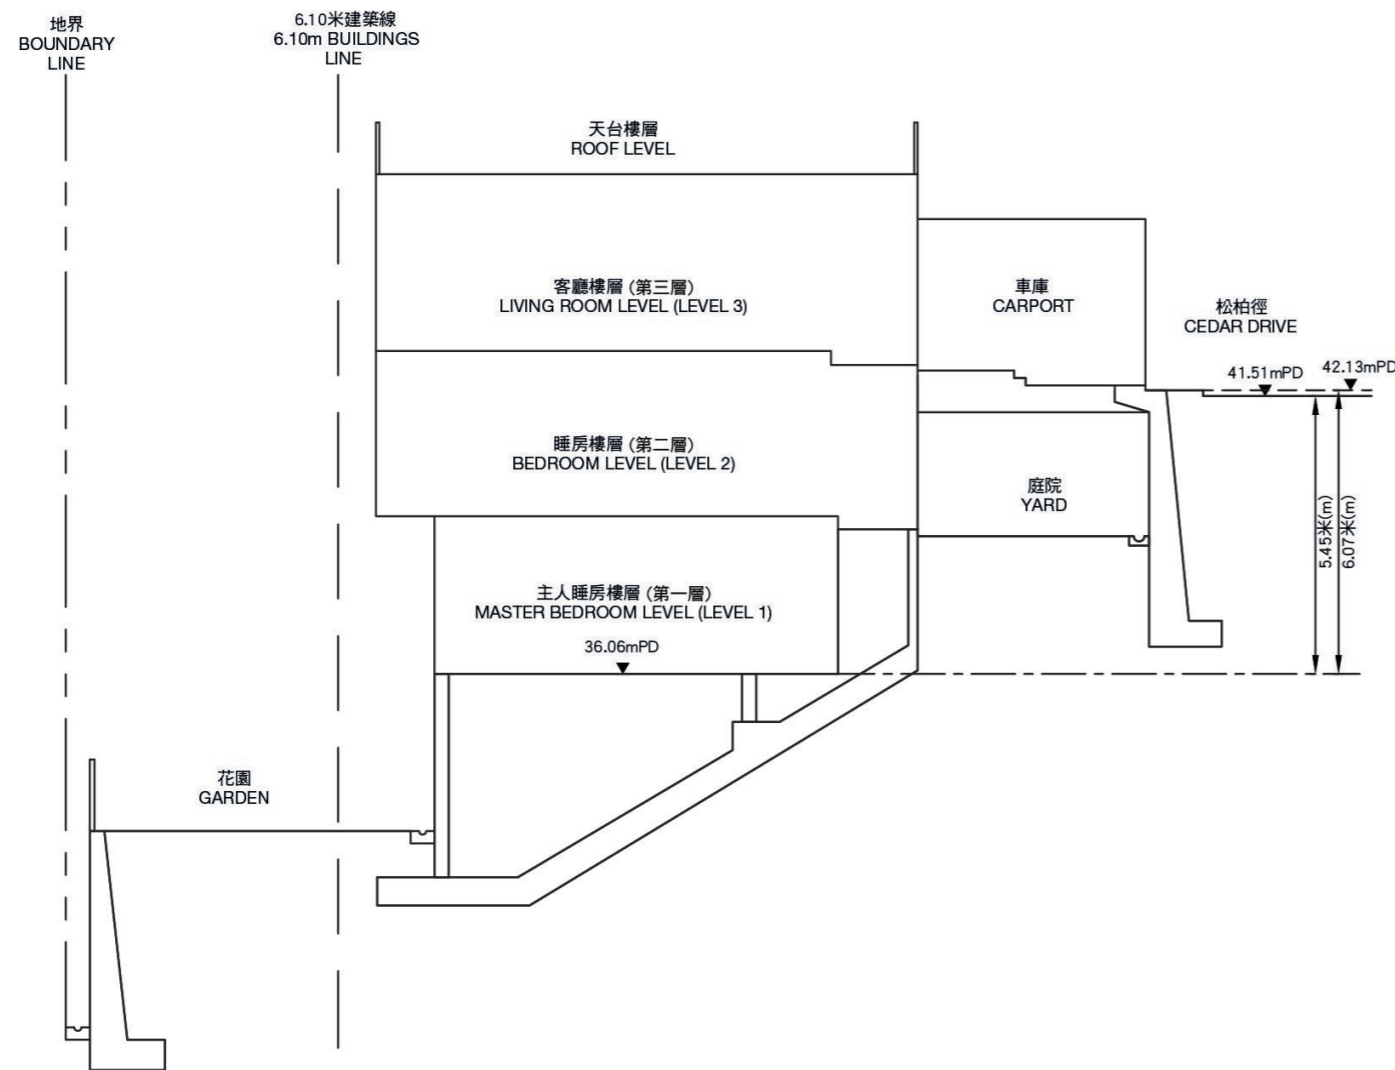 地界
BOUNDARY
LINE
6.10米建築線
6.10m BUILDINGS
LINE
天台樓層
ROOF LEVEL
客廳樓層 (第三層)
LIVING ROOM LEVEL (LEVEL 3)
車庫
CARPORT
松柏徑
CEDAR DRIVE
41.51mPD
42.13mPD
睡房樓層 (第二層)
BEDROOM LEVEL (LEVEL 2)
庭院
YARD
5.45米(m)
6.07米(m)
主人睡房樓層 (第一層)
MASTER BEDROOM LEVEL (LEVEL 1)
36.06mPD
花園
GARDEN